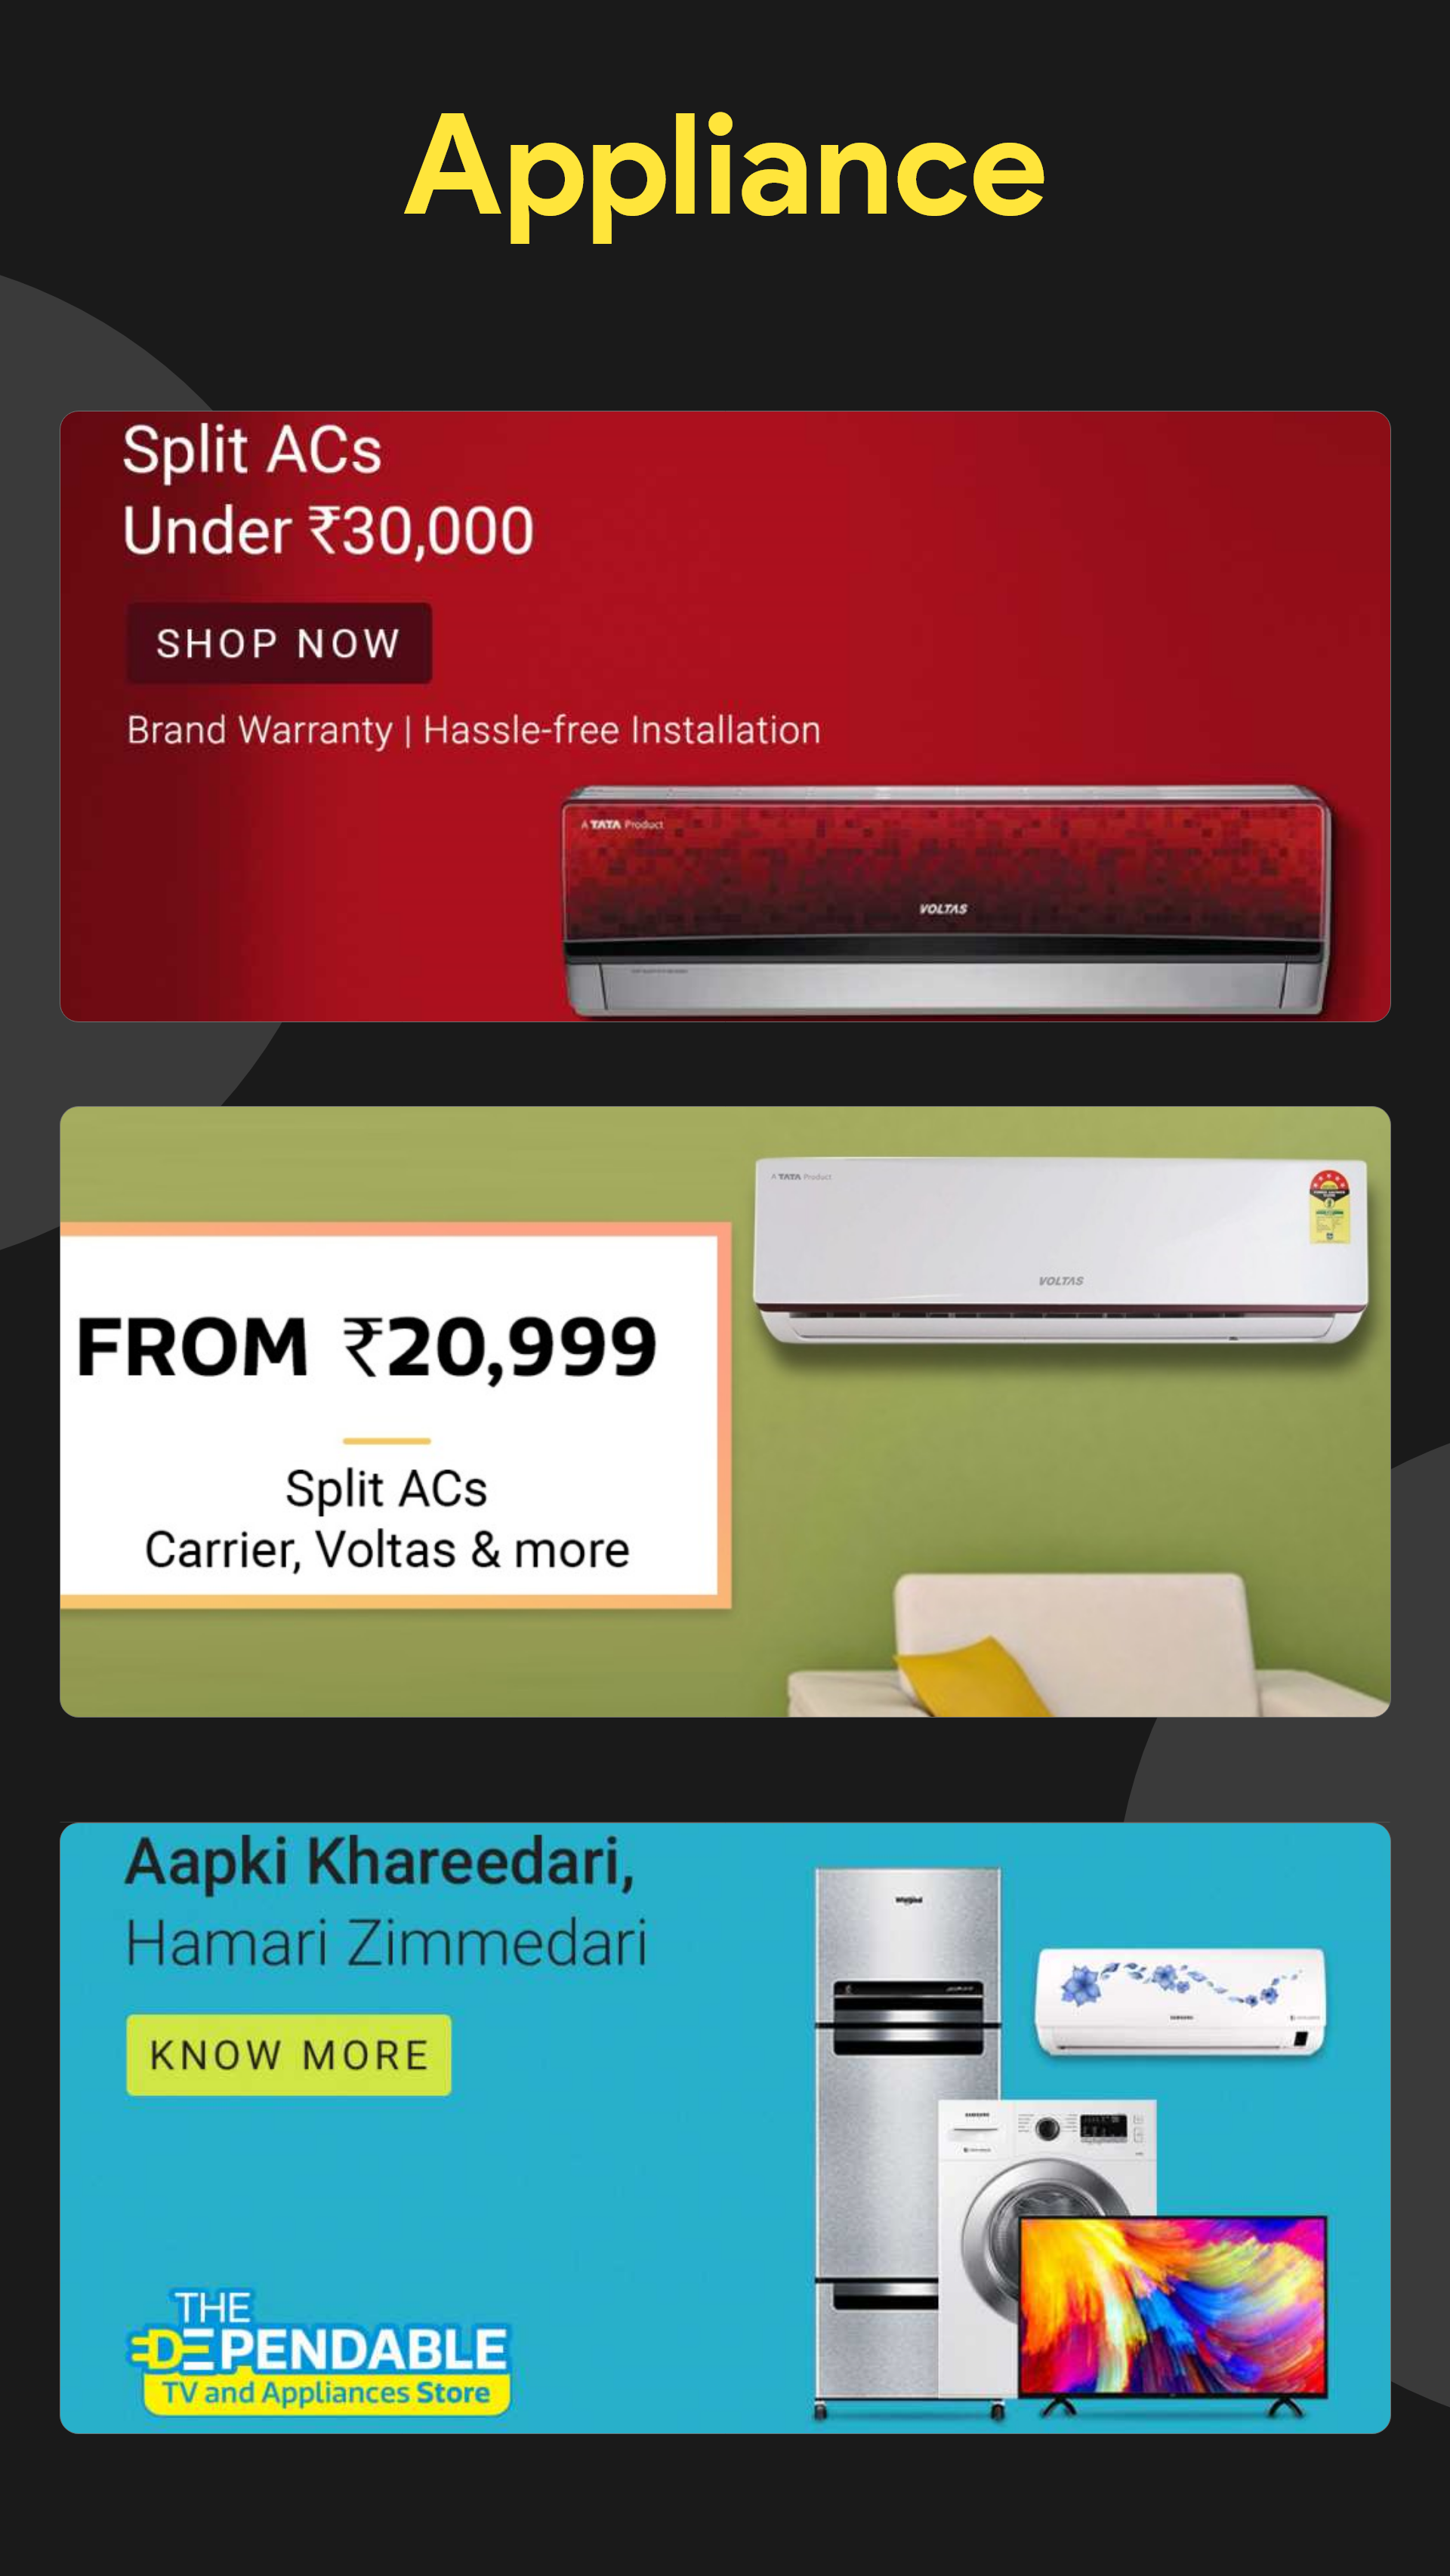 Appliance
Split ACs
Under ₹30,000
SHOP NOW
Brand Warranty | Hassle-free Installation
A TATA Product
VOLTAS
A TATA Product
VOLTAS
FROM ₹20,999
Split ACs
Carrier, Voltas & more
Aapki Khareedari,
Hamari Zimmedari
KNOW MORE
Whirlpool
SAMSUNG
SAMSUNG
THE
DEPENDABLE
TV and Appliances Store